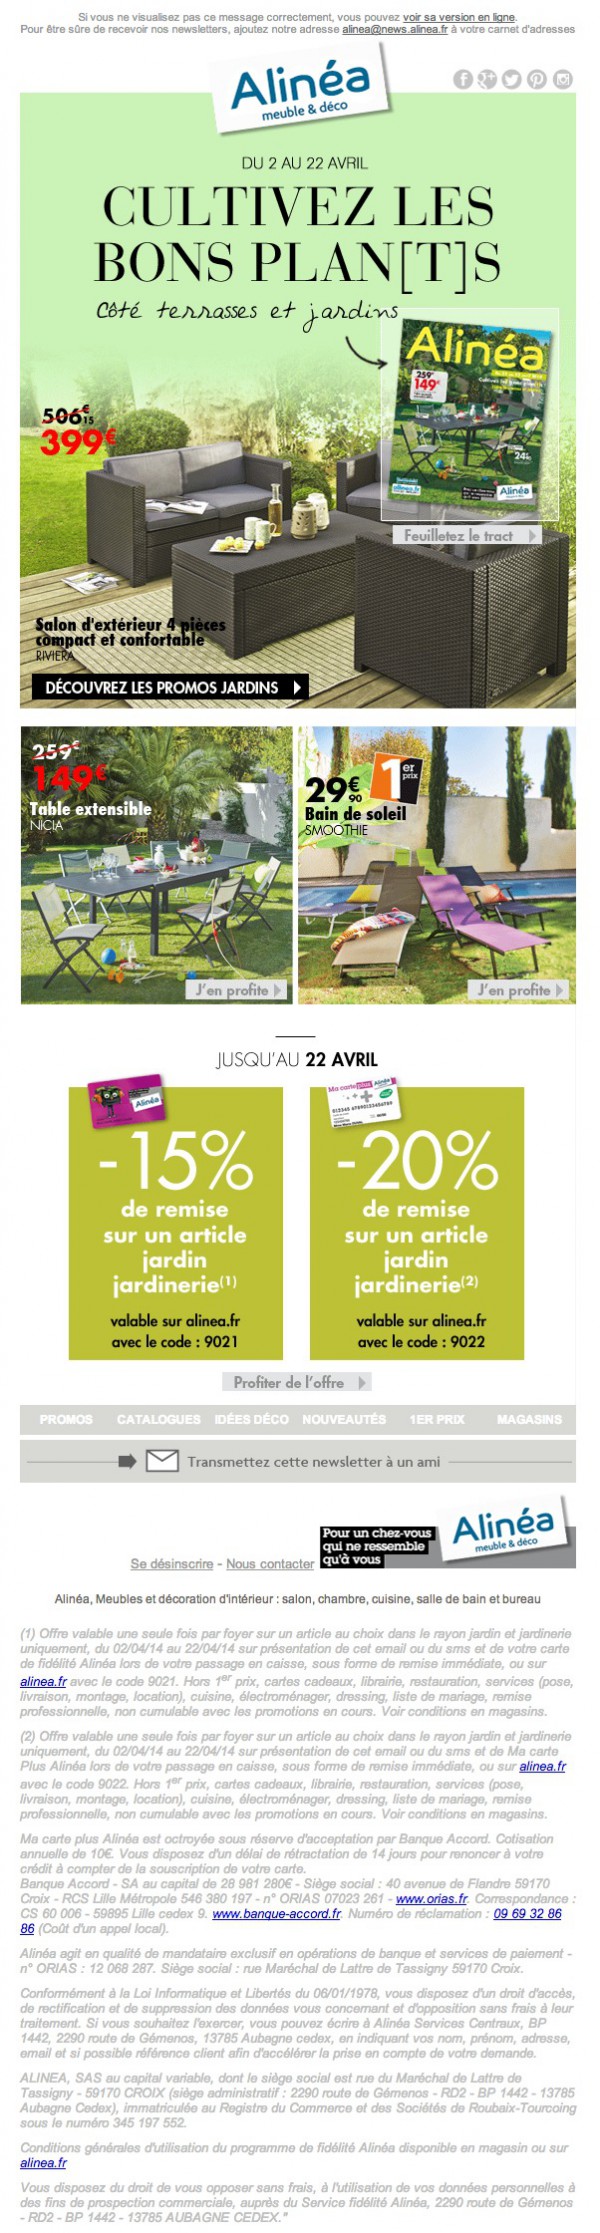 Si vous ne visualisez pas ce message correctement, vous pouvez voir sa version en ligne.
Pour être sûre de recevoir nos newsletters, ajoutez notre adresse alinea@news.alinea.fr à votre carnet d'adresses
Alinéa
meuble & déco
DU 2 AU 22 AVRIL
CULTIVEZ LES
BONS PLAN[T]S
Côté terrasses et jardins
Alinéa
259€
149€
24€
Alinéa
506€15
399€
Feuilletez le tract
Salon d'extérieur 4 pièces
compact et confortable
RIVIERA
DÉCOUVREZ LES PROMOS JARDINS
259€
149€
Table extensible
NICIA
J'en profite
29€90
1er prix
Bain de soleil
SMOOTHIE
J'en profite
JUSQU'AU 22 AVRIL
Alinéa
-15%
de remise
sur un article
jardin
jardinerie(1)
valable sur alinea.fr
avec le code : 9021
Ma carte plus Alinéa
-20%
de remise
sur un article
jardin
jardinerie(2)
valable sur alinea.fr
avec le code : 9022
Profiter de l'offre
PROMOS CATALOGUES IDÉES DÉCO NOUVEAUTÉS 1ER PRIX MAGASINS
Transmettez cette newsletter à un ami
Se désinscrire - Nous contacter
Pour un chez-vous
qui ne ressemble
qu'à vous
Alinéa
meuble & déco
Alinéa, Meubles et décoration d'intérieur : salon, chambre, cuisine, salle de bain et bureau
(1) Offre valable une seule fois par foyer sur un article au choix dans le rayon jardin et jardinerie
uniquement, du 02/04/14 au 22/04/14 sur présentation de cet email ou du sms et de votre carte
de fidélité Alinéa lors de votre passage en caisse, sous forme de remise immédiate, ou sur
alinea.fr avec le code 9021. Hors 1er prix, cartes cadeaux, librairie, restauration, services (pose,
livraison, montage, location), cuisine, électroménager, dressing, liste de mariage, remise
professionnelle, non cumulable avec les promotions en cours. Voir conditions en magasins.
(2) Offre valable une seule fois par foyer sur un article au choix dans le rayon jardin et jardinerie
uniquement, du 02/04/14 au 22/04/14 sur présentation de cet email ou du sms et de Ma carte
Plus Alinéa lors de votre passage en caisse, sous forme de remise immédiate, ou sur alinea.fr
avec le code 9022. Hors 1er prix, cartes cadeaux, librairie, restauration, services (pose,
livraison, montage, location), cuisine, électroménager, dressing, liste de mariage, remise
professionnelle, non cumulable avec les promotions en cours. Voir conditions en magasins.
Ma carte plus Alinéa est octroyée sous réserve d'acceptation par Banque Accord. Cotisation
annuelle de 10€. Vous disposez d'un délai de rétractation de 14 jours pour renoncer à votre
crédit à compter de la souscription de votre carte.
Banque Accord - SA au capital de 28 981 280€ - Siège social : 40 avenue de Flandre 59170
Croix - RCS Lille Métropole 546 380 197 - n° ORIAS 07023 261 - www.orias.fr. Correspondance :
CS 60 006 - 59895 Lille cedex 9. www.banque-accord.fr. Numéro de réclamation : 09 69 32 86
86 (Coût d'un appel local).
Alinéa agit en qualité de mandataire exclusif en opérations de banque et services de paiement -
n° ORIAS : 12 068 287. Siège social : rue Maréchal de Lattre de Tassigny 59170 Croix.
Conformément à la Loi Informatique et Libertés du 06/01/1978, vous disposez d'un droit d'accès,
de rectification et de suppression des données vous concernant et d'opposition sans frais à leur
traitement. Si vous souhaitez l'exercer, vous pouvez écrire à Alinéa Services Centraux, BP
1442, 2290 route de Gémenos, 13785 Aubagne cedex, en indiquant vos nom, prénom, adresse,
email et si possible référence client afin d'accélérer la prise en compte de votre demande.
ALINEA, SAS au capital variable, dont le siège social est rue du Maréchal de Lattre de
Tassigny - 59170 CROIX (siège administratif : 2290 route de Gémenos - RD2 - BP 1442 - 13785
Aubagne Cedex), immatriculée au Registre du Commerce et des Sociétés de Roubaix-Tourcoing
sous le numéro 345 197 552.
Conditions générales d'utilisation du programme de fidélité Alinéa disponible en magasin ou sur
alinea.fr
Vous disposez du droit de vous opposer sans frais, à l'utilisation de vos données personnelles à
des fins de prospection commerciale, auprès du Service fidélité Alinéa, 2290 route de Gémenos
- RD2 - BP 1442 - 13785 AUBAGNE CEDEX."